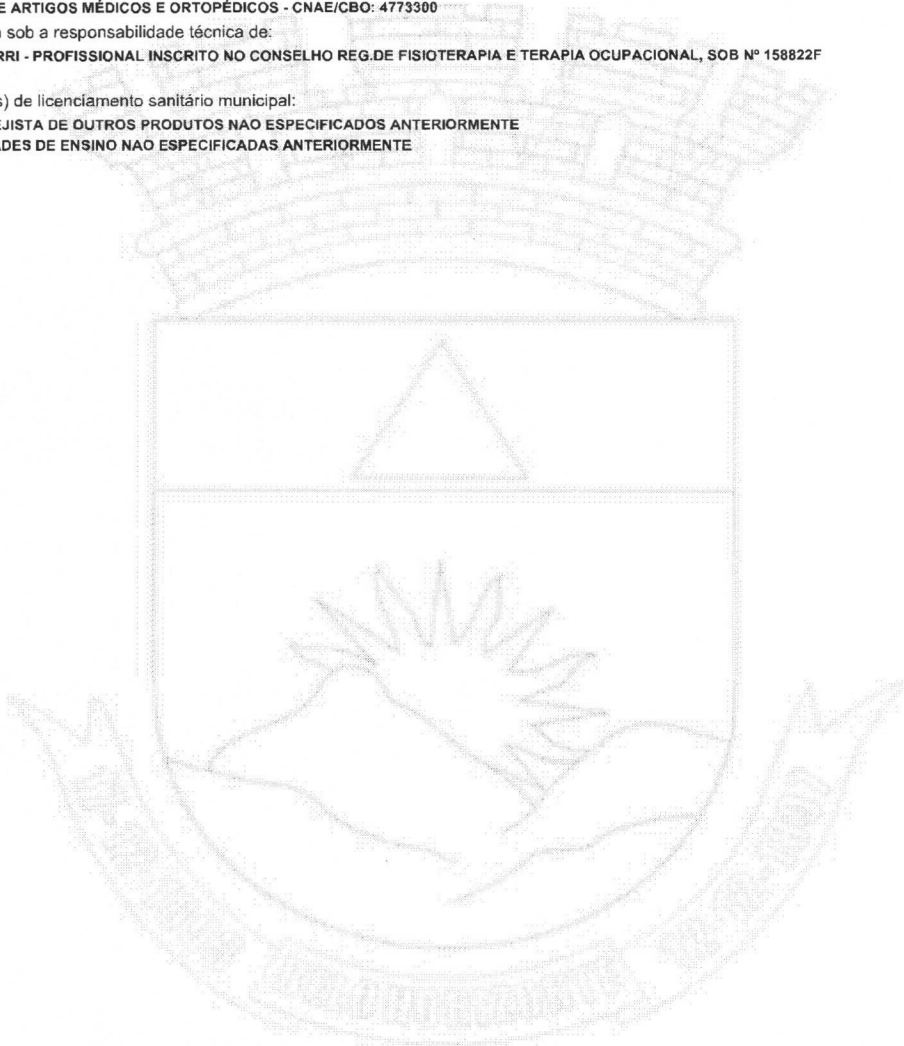 E ARTIGOS MÉDICOS E ORTOPÉDICOS - CNAE/CBO: 4773300
sob a responsabilidade técnica de:
RRI - PROFISSIONAL INSCRITO NO CONSELHO REG.DE FISIOTERAPIA E TERAPIA OCUPACIONAL, SOB Nº 158822F
s) de licenciamento sanitário municipal:
EJISTA DE OUTROS PRODUTOS NAO ESPECIFICADOS ANTERIORMENTE
ADES DE ENSINO NAO ESPECIFICADAS ANTERIORMENTE